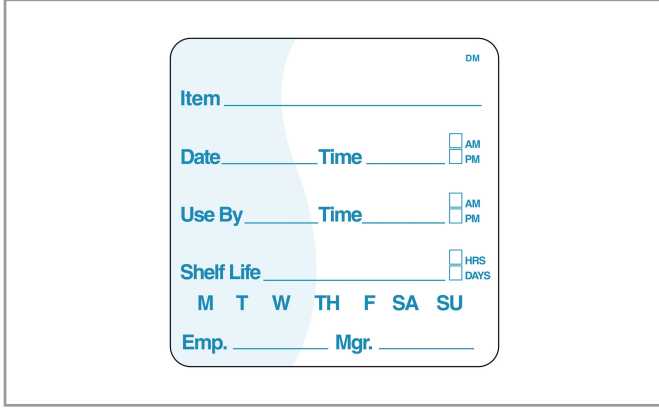 DM
Item
Date Time AM
PM
Use By Time AM
PM
Shelf Life HRS
DAYS
M T W TH F SA SU
Emp. Mgr.